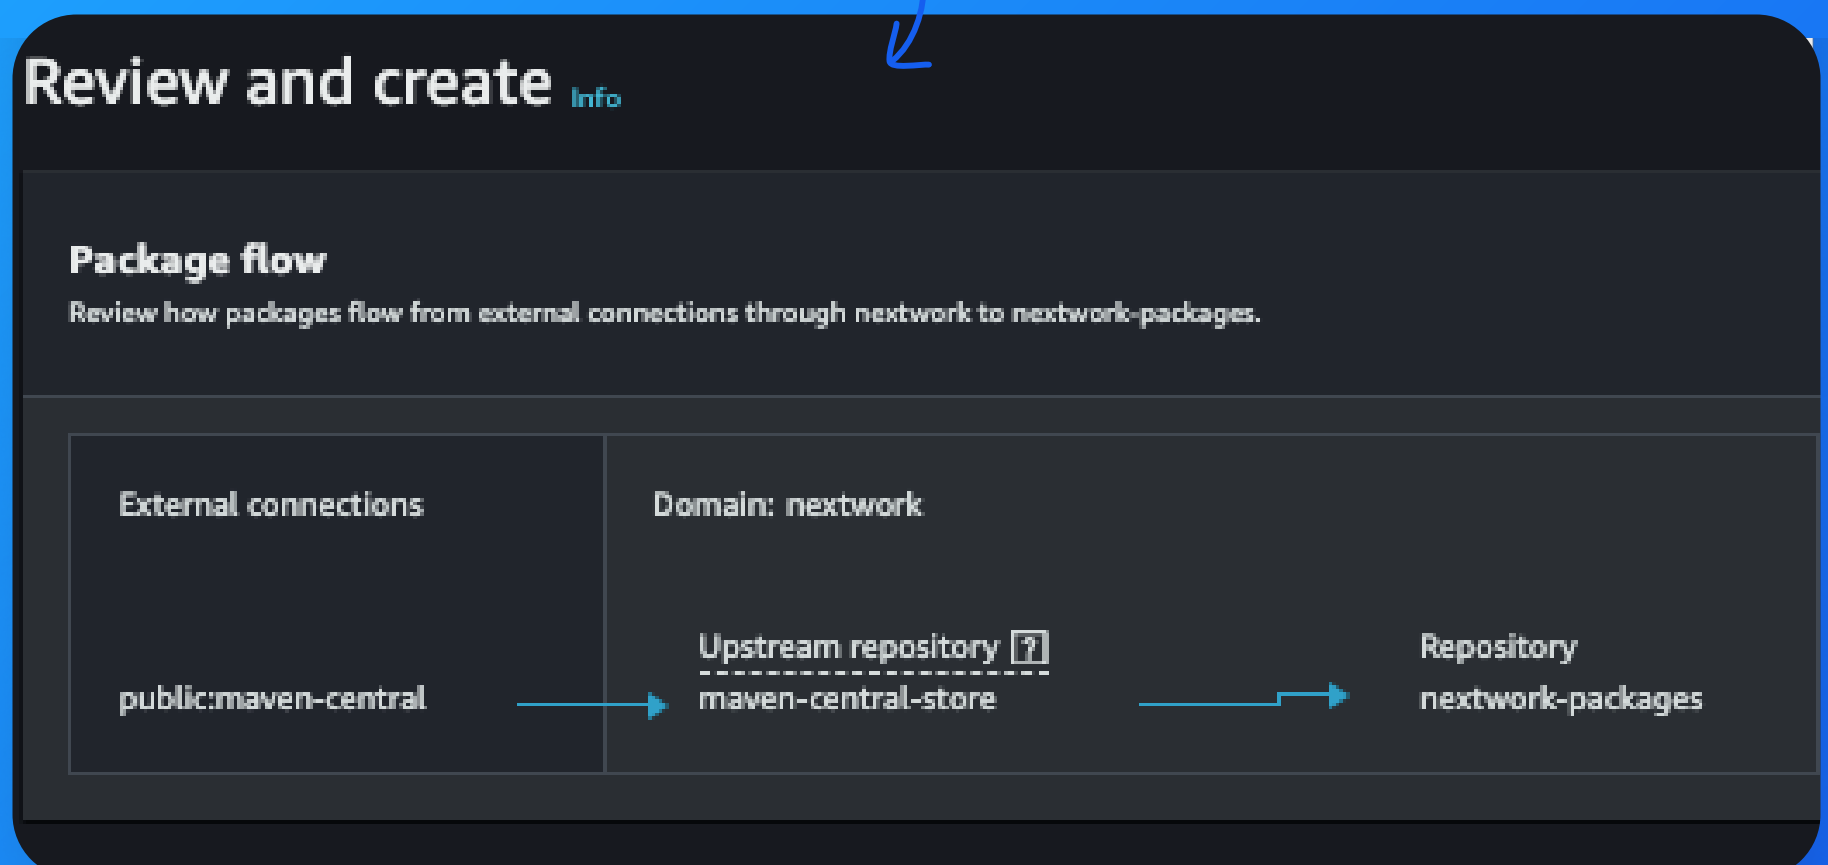 Review and create Info
Package flow
Review how packages flow from external connections through nextwork to nextwork-packages.
External connections
Domain: nextwork
Upstream repository ?
Repository
public:maven-central
maven-central-store
nextwork-packages